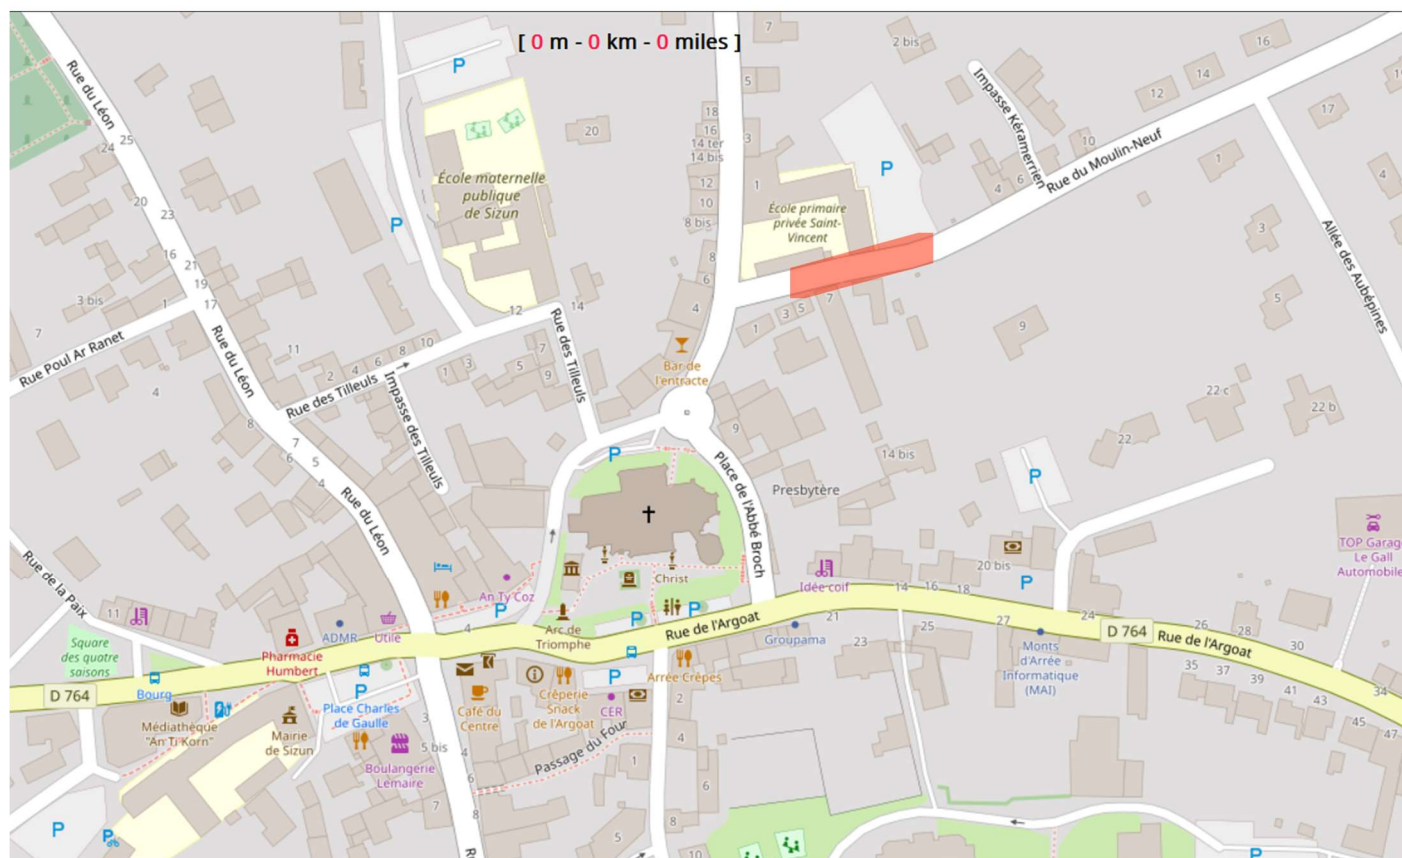 [ 0 m - 0 km - 0 miles ]
7
2 bis
16
14
12
17
Rue du Léon
25
24
20
23
16
21
19
17
3 bis
1
7
Rue Poul Ar Ranet
4
P
P
École maternelle
publique
de Sizun
20
5
18
16
14 ter
14 bis
12
10
8 bis
8
6
4
3
1
École primaire
privée Saint-
Vincent
P
Impasse Kéramerrien
10
6
4
Rue du Moulin-Neuf
1
3
5
Allée des Aubépines
1
3
5
7
9
22 c
22 b
22
Rue du Léon
11
8
7
6
5
4
Rue des Tilleuls
2
4
6
8
10
12
14
1
3
5
7
9
Impasse des Tilleuls
Rue des Tilleuls
Bar de
l'entracte
9
Place de l'Abbé Broch
Presbytère
14 bis
P
P
Rue du Léon
Rue de la Paix
11
Square
des quatre
saisons
ADMR
Utile
Pharmacie
Humbert
An Ty Coz
P
4
Christ
Arc de
Triomphe
P
P
Rue de l'Argoat
Idée coif
Groupama
21
23
14
16
18
20 bis
P
25
27
24
26
28
30
D 764
Rue de l'Argoat
Monts
d'Arrée
Informatique
(MAI)
TOP Garage
Le Gall
Automobile
35
37
39
41
43
45
47
34
D 764
Bourg
Médiathèque
"An Ti Korn"
Mairie
de Sizun
P
Place Charles
de Gaulle
Boulangerie
Lemaire
3
5 bis
7
4
6
8
Café du
Centre
Crêperie
Snack
de l'Argoat
P
CER
Arrée Crêpes
Passage du Four
1
5
2
4
6
10
P
P